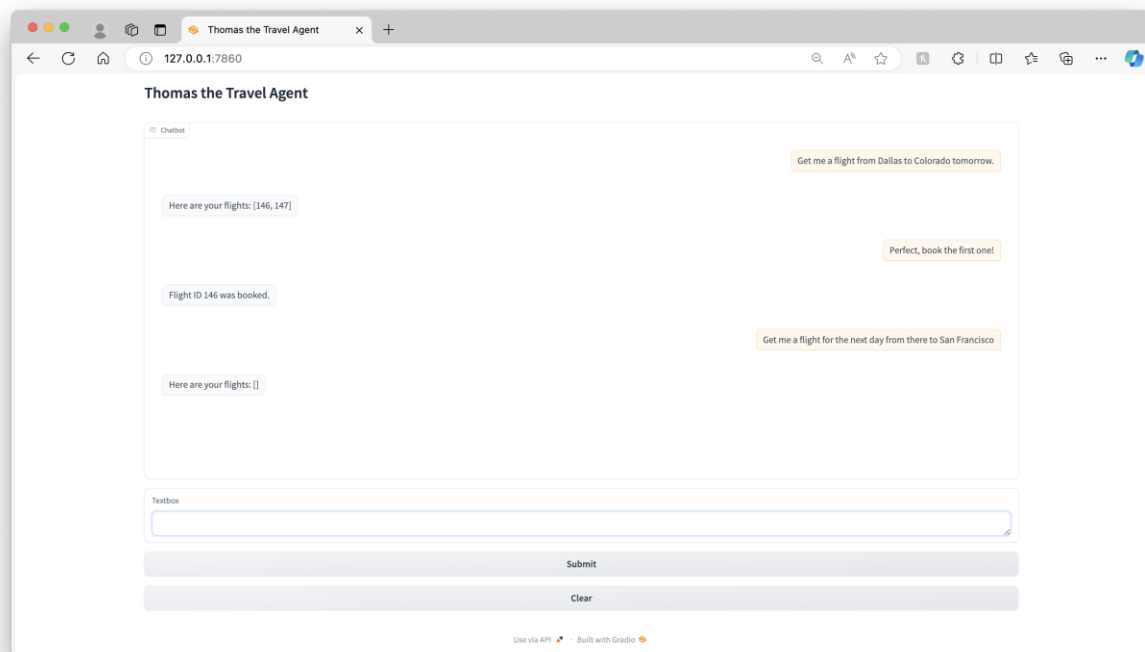 Thomas the Travel Agent
127.0.0.1:7860
Thomas the Travel Agent
Chatbot
Get me a flight from Dallas to Colorado tomorrow.
Here are your flights: [146, 147]
Perfect, book the first one!
Flight ID 146 was booked.
Get me a flight for the next day from there to San Francisco
Here are your flights: []
Textbox
Submit
Clear
Use via API · Built with Gradio